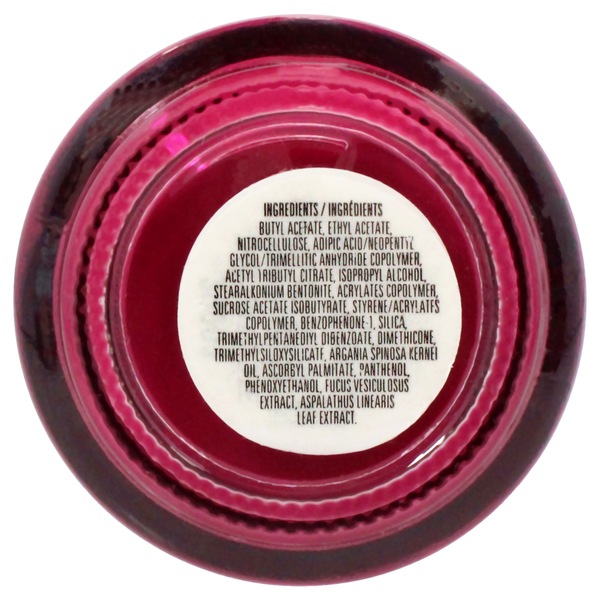 INGREDIENTS / INGRÉDIENTS
BUTYL ACETATE, ETHYL ACETATE,
NITROCELLULOSE, ADIPIC ACID/NEOPENTYL
GLYCOL/TRIMELLITIC ANHYDRIDE COPOLYMER,
ACETYL TRIBUTYL CITRATE, ISOPROPYL ALCOHOL,
STEARALKONIUM BENTONITE, ACRYLATES COPOLYMER,
SUCROSE ACETATE ISOBUTYRATE, STYRENE/ACRYLATES
COPOLYMER, BENZOPHENONE-1, SILICA,
TRIMETHYLPENTANEDIYL DIBENZOATE, DIMETHICONE,
TRIMETHYLSILOXYSILICATE, ARGANIA SPINOSA KERNEL
OIL, ASCORBYL PALMITATE, PANTHENOL,
PHENOXYETHANOL, FUCUS VESICULOSUS
EXTRACT, ASPALATHUS LINEARIS
LEAF EXTRACT.